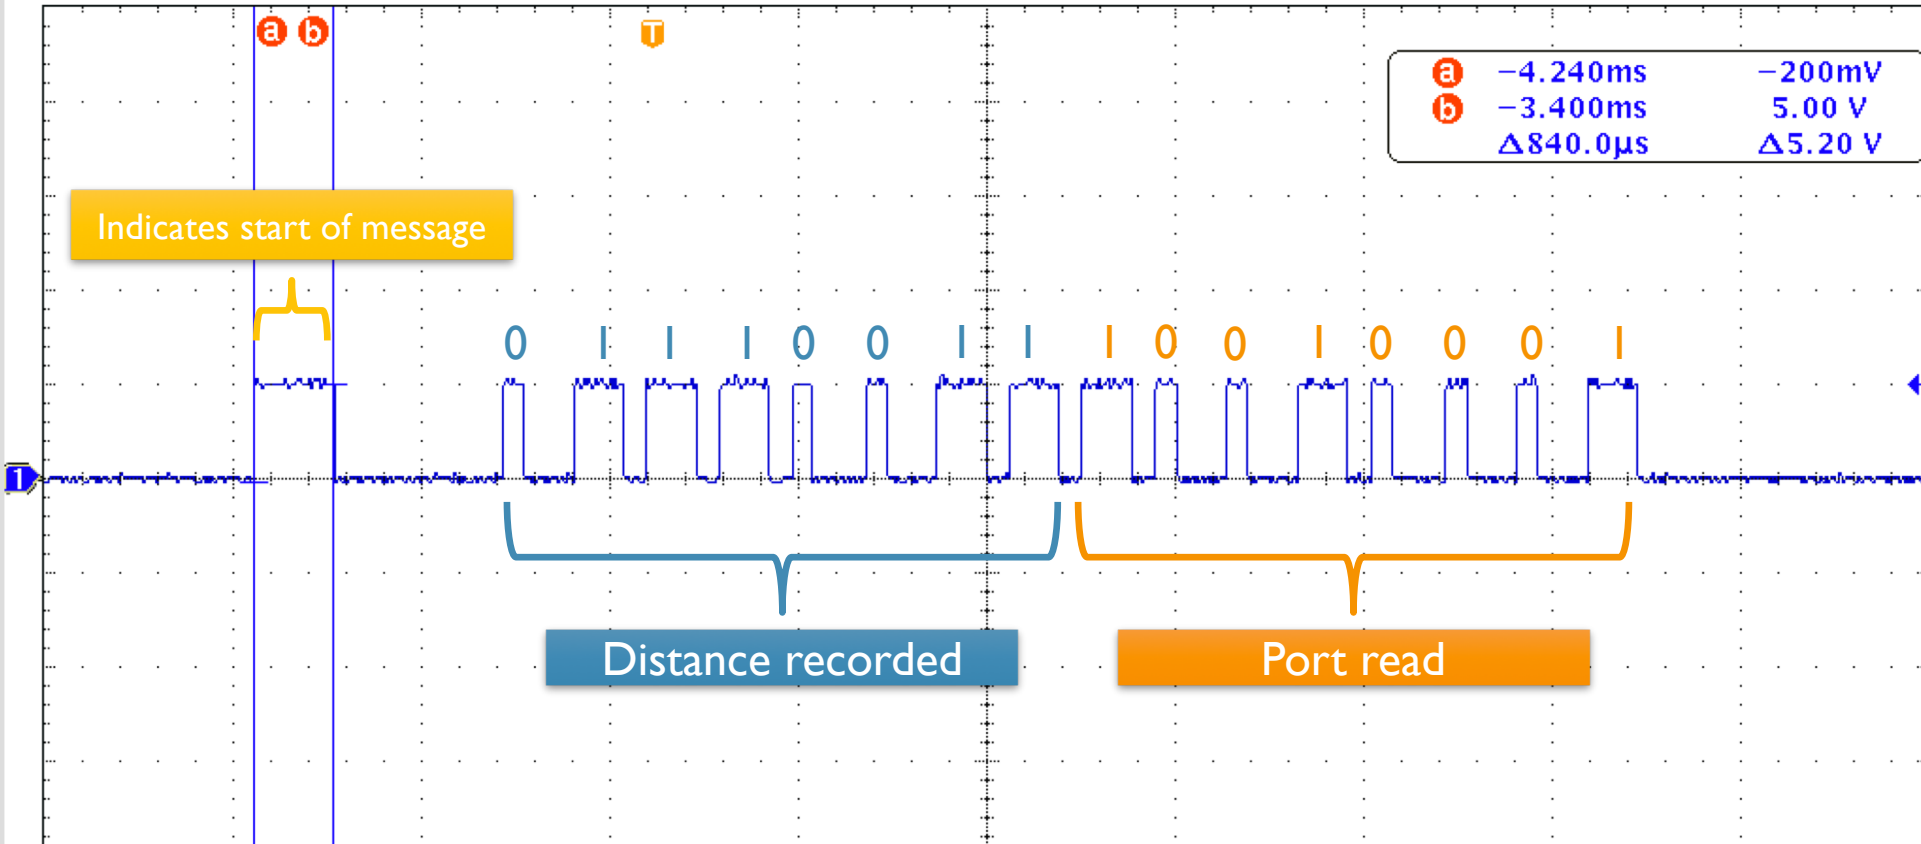 a b T
a −4.240ms −200mV
b −3.400ms 5.00 V
Δ840.0µs Δ5.20 V
Indicates start of message
0 1 1 1 0 0 1 1 1 0 0 1 0 0 0 1
1
Distance recorded Port read